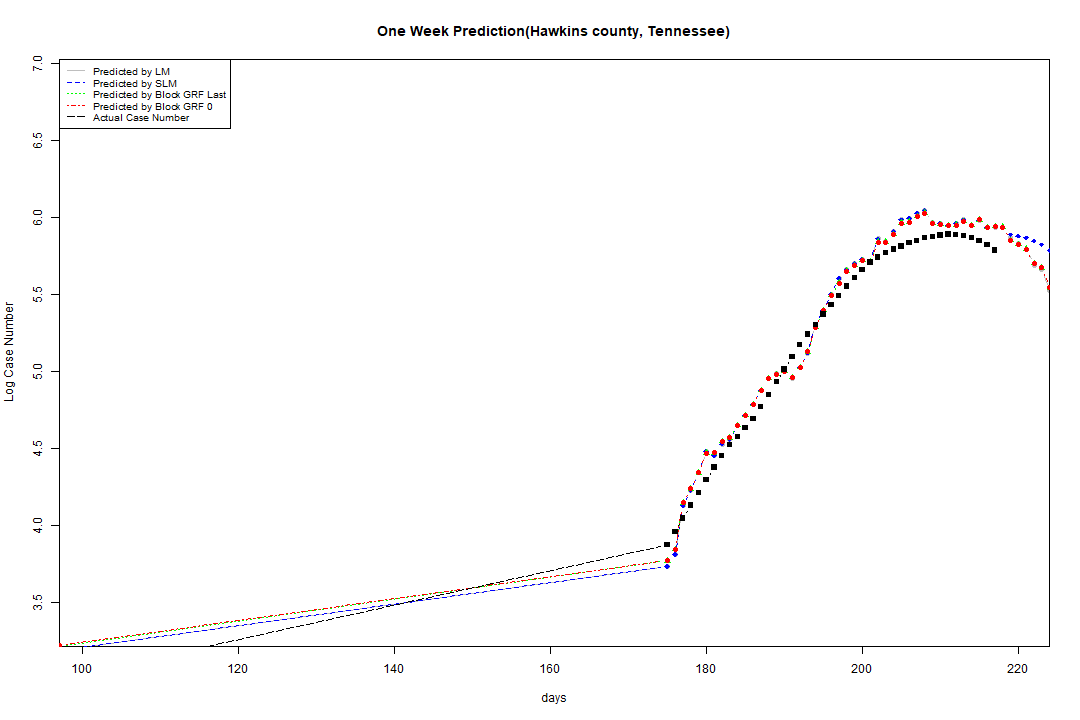 One Week Prediction(Hawkins county, Tennessee)
7.0
6.5
6.0
5.5
5.0
4.5
4.0
3.5
Log Case Number
Predicted by LM
Predicted by SLM
Predicted by Block GRF Last
Predicted by Block GRF 0
Actual Case Number
100 120 140 160 180 200 220
days